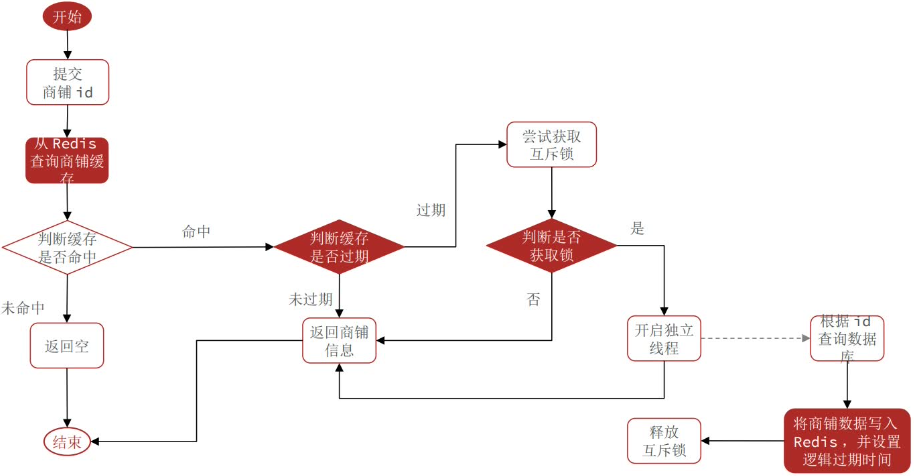 开始
提交
商铺 id
从 Redis
查询商铺缓
存
判断缓存
是否命中
命中
未命中
返回空
结束
判断缓存
是否过期
过期
未过期
返回商铺
信息
尝试获取
互斥锁
判断是否
获取锁
是
否
开启独立
线程
根据 id
查询数据
库
将商铺数据写入
Redis，并设置
逻辑过期时间
释放
互斥锁